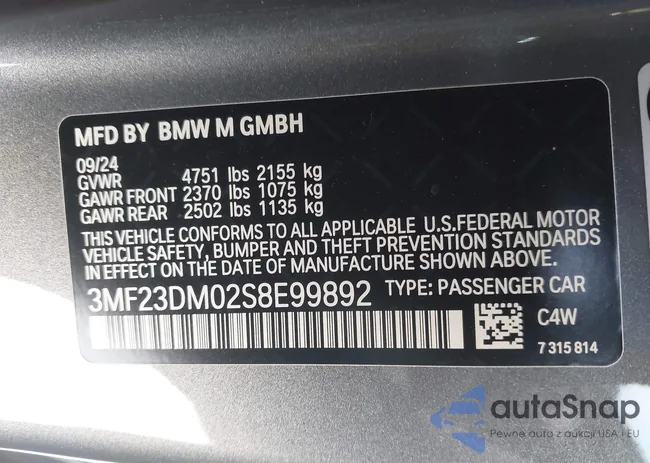 MFD BY BMW M GMBH
09/24
GVWR 4751 lbs 2155 kg
GAWR FRONT 2370 lbs 1075 kg
GAWR REAR 2502 lbs 1135 kg
THIS VEHICLE CONFORMS TO ALL APPLICABLE U.S.FEDERAL MOTOR
VEHICLE SAFETY, BUMPER AND THEFT PREVENTION STANDARDS
IN EFFECT ON THE DATE OF MANUFACTURE SHOWN ABOVE.
3MF23DM02S8E99892 TYPE: PASSENGER CAR
C4W
7 315 814
autaSnap
Pewne auta z aukcji USA i EU